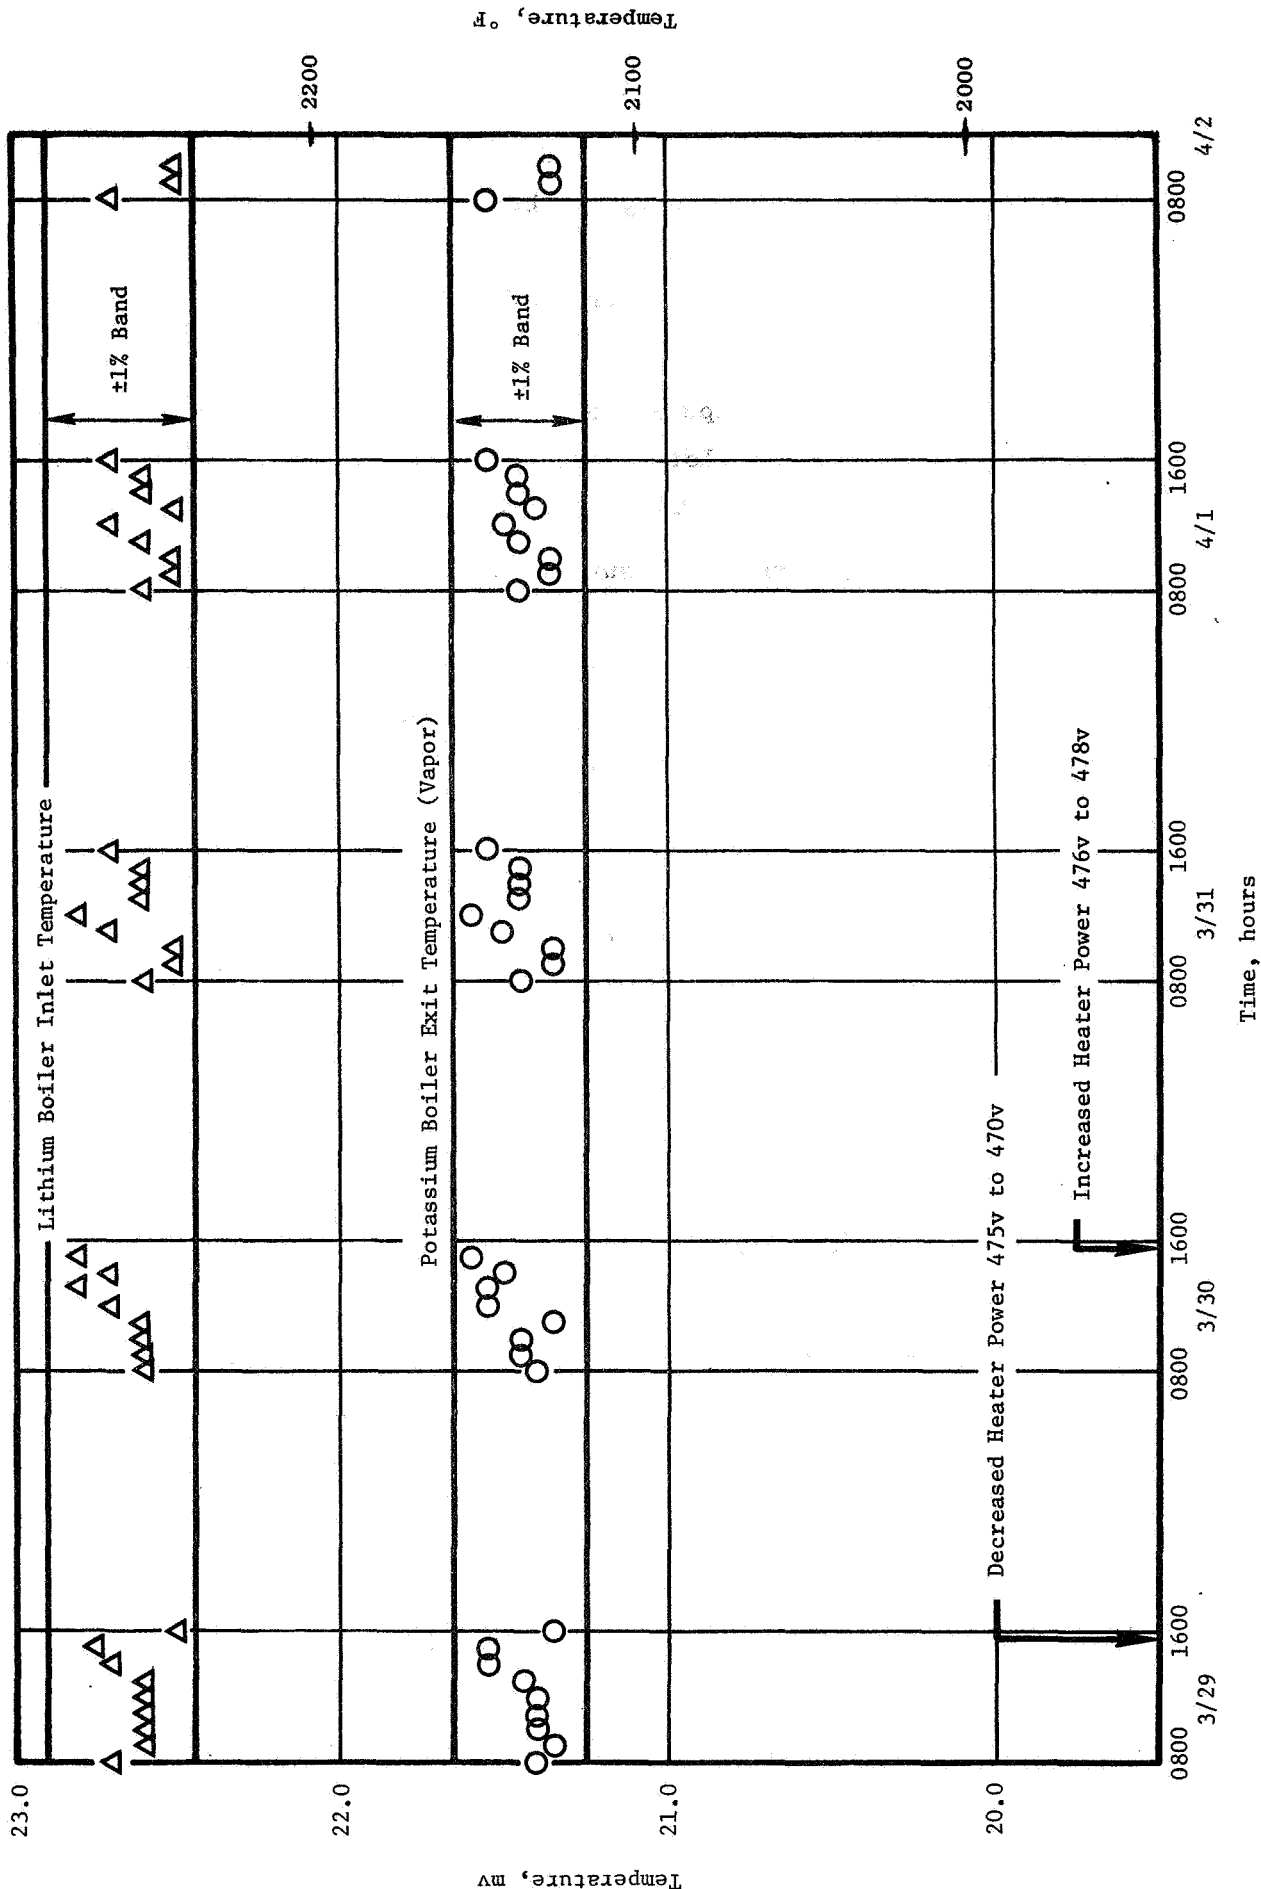 Temperature, mv
23.0
22.0
21.0
20.0
Temperature, °F
2200
2100
2000
Lithium Boiler Inlet Temperature
±1% Band
Potassium Boiler Exit Temperature (Vapor)
±1% Band
Decreased Heater Power 475v to 470v
Increased Heater Power 476v to 478v
0800 1600 0800 1600 0800 1600 0800 1600 0800
3/29 3/30 3/31 4/1 4/2
Time, hours